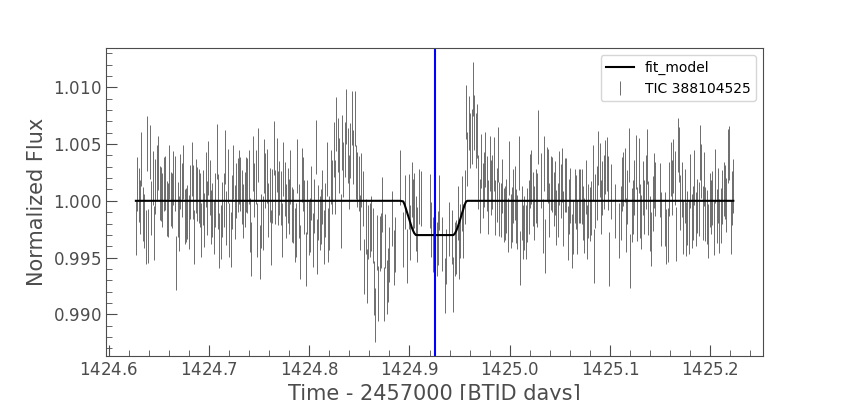 fit_model
TIC 388104525
1.010
1.005
1.000
0.995
0.990
Normalized Flux
1424.6 1424.7 1424.8 1424.9 1425.0 1425.1 1425.2
Time - 2457000 [BTJD days]